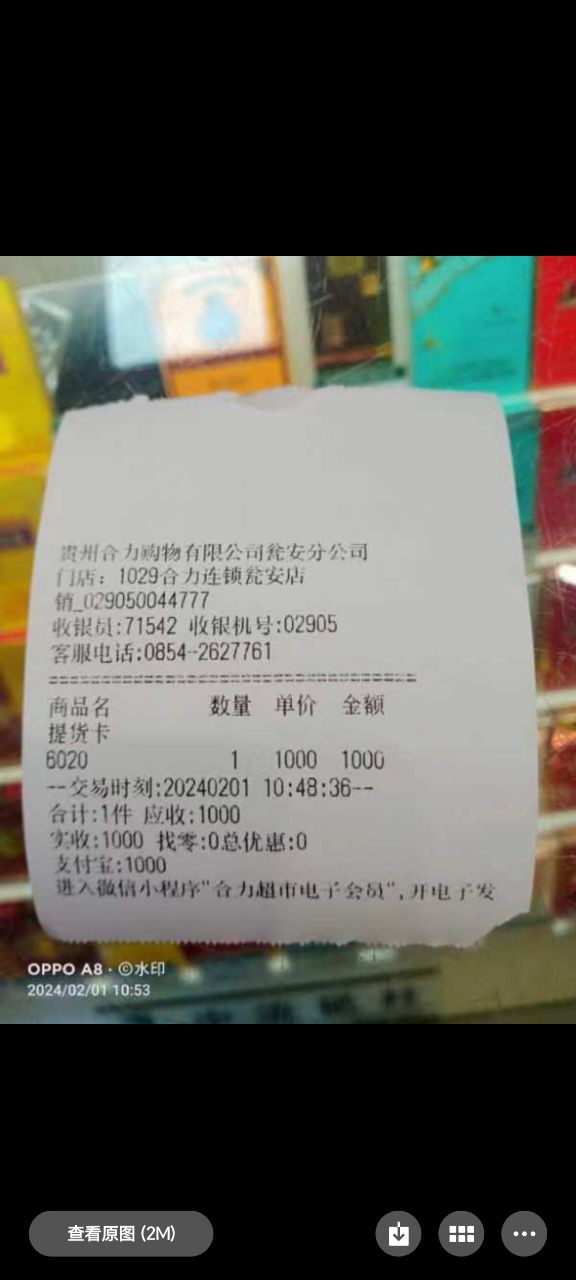 贵州合力购物有限公司瓮安分公司
门店：1029合力连锁瓮安店
销_029050044777
收银员:71542 收银机号:02905
客服电话:0854-2627761
商品名 数量 单价 金额
提货卡
6020 1 1000 1000
--交易时刻:20240201 10:48:36--
合计:1件 应收:1000
实收:1000 找零:0总优惠:0
支付宝:1000
进入微信小程序"合力超市电子会员",开电子发
OPPO A8 · ©水印
2024/02/01 10:53
查看原图 (2M)